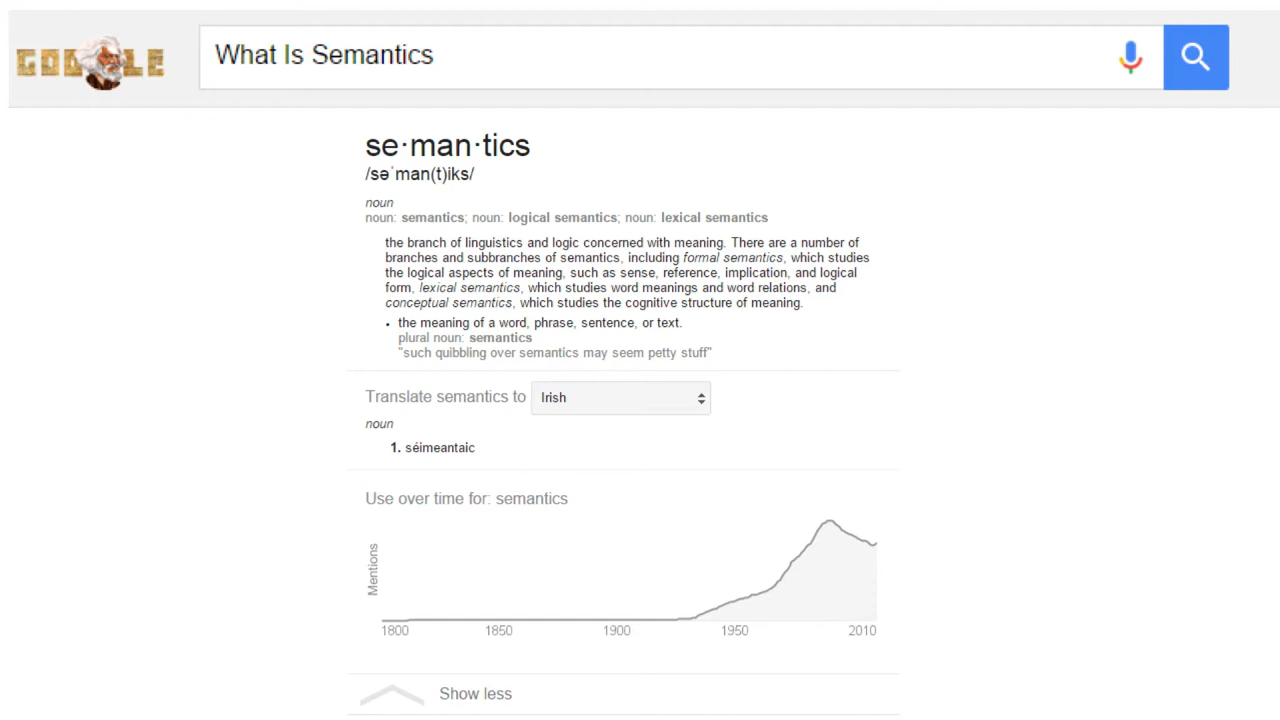 GOOGLE
What Is Semantics
se·man·tics
/səˈman(t)iks/
noun
noun: semantics; noun: logical semantics; noun: lexical semantics
the branch of linguistics and logic concerned with meaning. There are a number of
branches and subbranches of semantics, including formal semantics, which studies
the logical aspects of meaning, such as sense, reference, implication, and logical
form, lexical semantics, which studies word meanings and word relations, and
conceptual semantics, which studies the cognitive structure of meaning.
• the meaning of a word, phrase, sentence, or text.
plural noun: semantics
"such quibbling over semantics may seem petty stuff"
Translate semantics to Irish
noun
1. séimeantaic
Use over time for: semantics
Mentions
1800 1850 1900 1950 2010
Show less